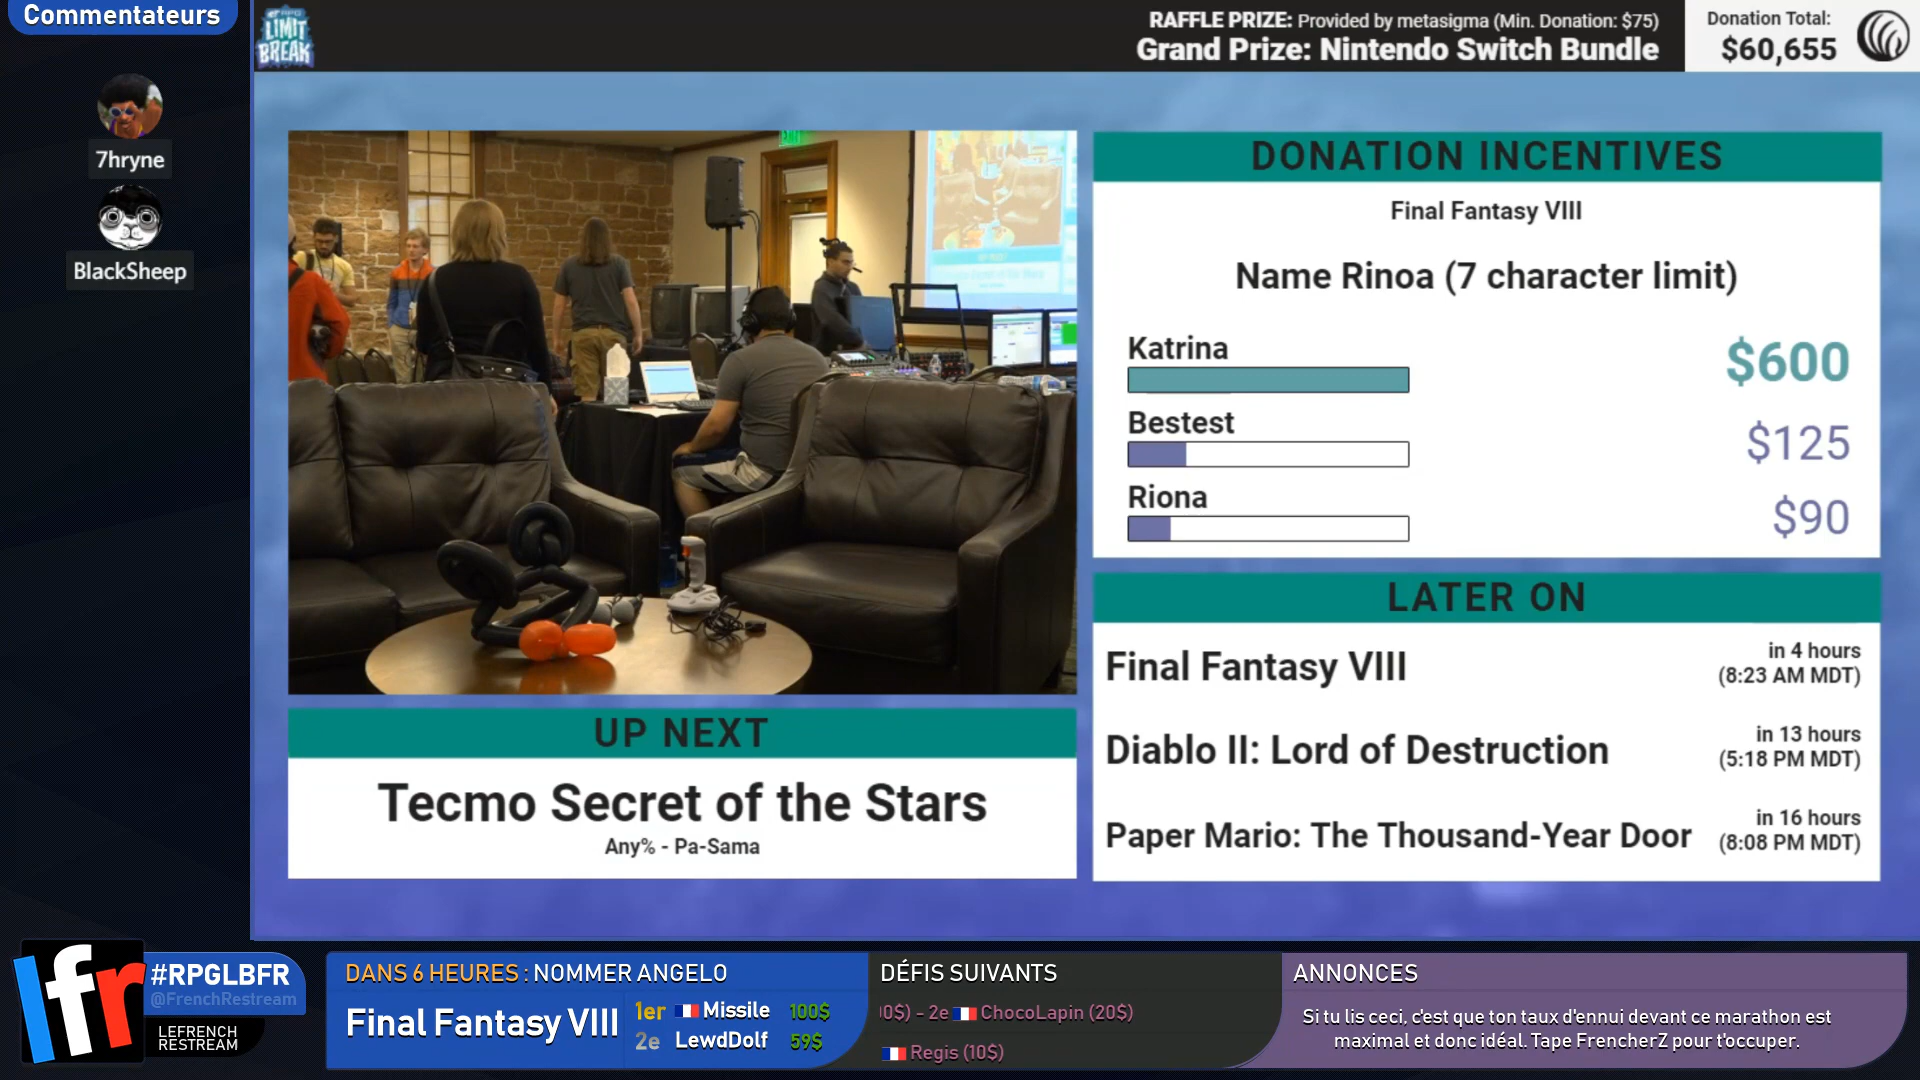 Commentateurs
7hryne
BlackSheep
LIMIT
BREAK
RAFFLE PRIZE: Provided by metasigma (Min. Donation: $75)
Grand Prize: Nintendo Switch Bundle
Donation Total:
$60,655
EXIT
DONATION INCENTIVES
Final Fantasy VIII
Name Rinoa (7 character limit)
Katrina
$600
Bestest
$125
Riona
$90
UP NEXT
Tecmo Secret of the Stars
Any% - Pa-Sama
LATER ON
Final Fantasy VIII
in 4 hours
(8:23 AM MDT)
Diablo II: Lord of Destruction
in 13 hours
(5:18 PM MDT)
Paper Mario: The Thousand-Year Door
in 16 hours
(8:08 PM MDT)
lfr
#RPGLBFR
@FrenchRestream
LEFRENCH
RESTREAM
DANS 6 HEURES : NOMMER ANGELO
Final Fantasy VIII
1er Missile 100$
2e LewdDolf 59$
DÉFIS SUIVANTS
0$) - 2e ChocoLapin (20$)
Regis (10$)
ANNONCES
Si tu lis ceci, c'est que ton taux d'ennui devant ce marathon est
maximal et donc idéal. Tape FrencherZ pour t'occuper.